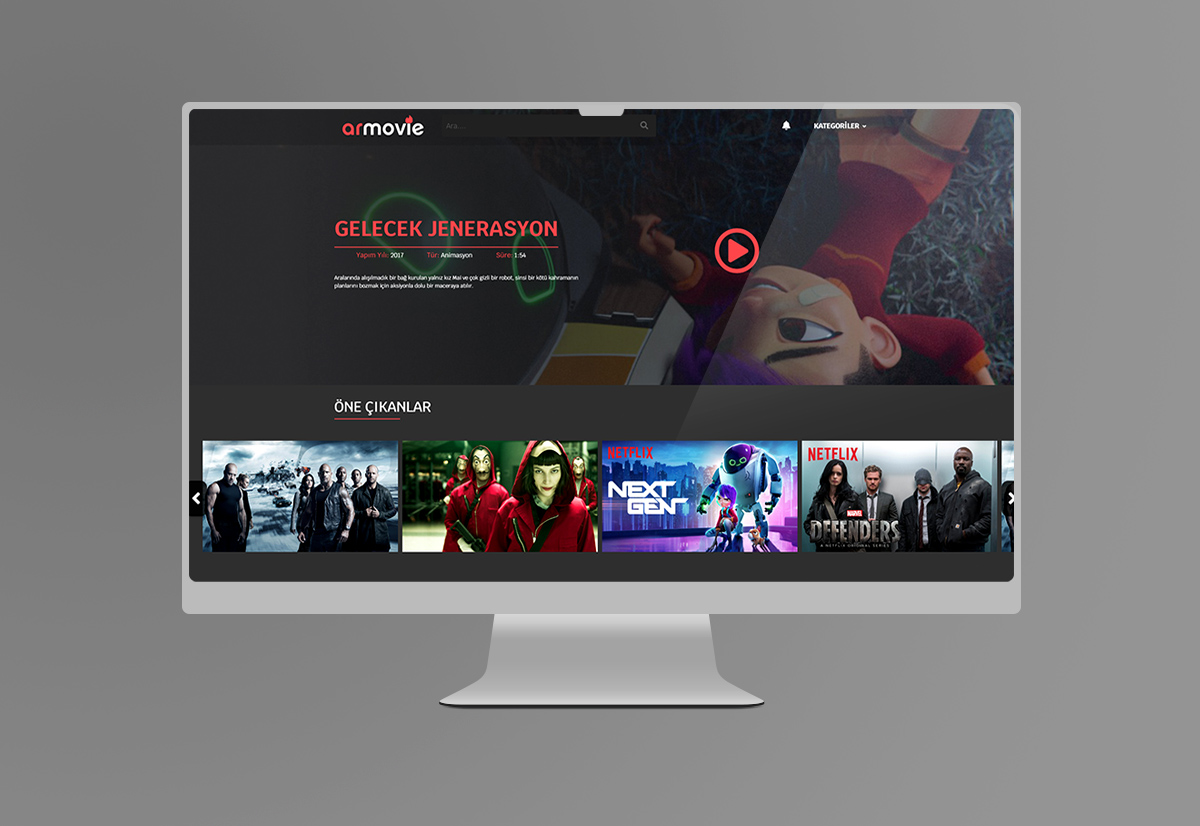 armovie
Ara...
KATEGORİLER
GELECEK JENERASYON
Yapım Yılı: 2017 Tür: Animasyon Süre: 1:54
Aralarında alışılmadık bir bağ kurulan yalnız kız Mai ve çok gizli bir robot, sinsi bir kötü kahramanın
planlarını bozmak için aksiyonla dolu bir maceraya atılır.
ÖNE ÇIKANLAR
NETFLIX
NEXT
GEN
NETFLIX
MARVEL
DEFENDERS
A NETFLIX ORIGINAL SERIES